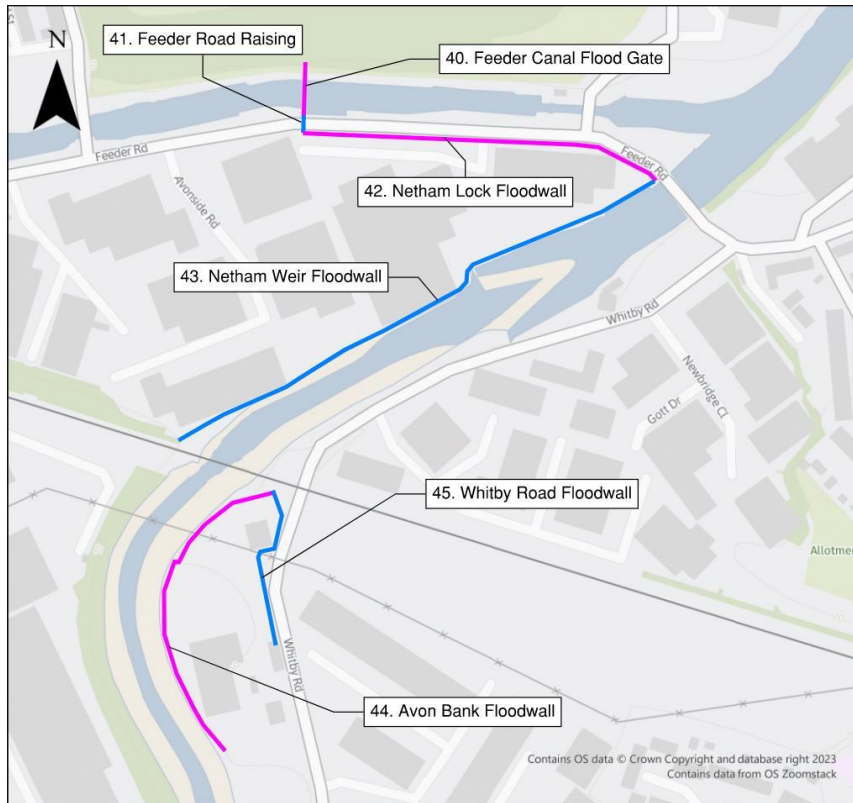 N
41. Feeder Road Raising
40. Feeder Canal Flood Gate
Feeder Rd
Feeder Rd
42. Netham Lock Floodwall
Avonside Rd
43. Netham Weir Floodwall
Whitby Rd
Newbridge Cl
Gott Dr
45. Whitby Road Floodwall
Whitby Rd
44. Avon Bank Floodwall
Contains OS data © Crown Copyright and database right 2023
Contains data from OS Zoomstack